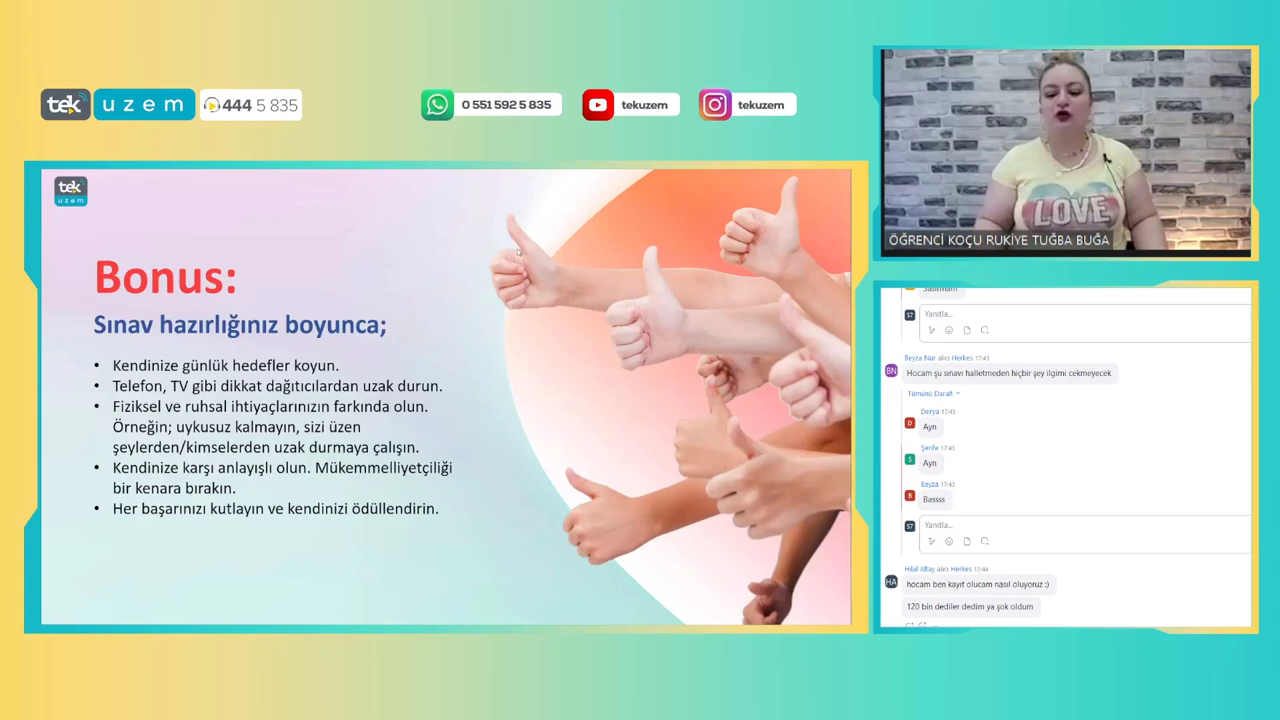 tek uzem 444 5 835
0 551 592 5 835
tekuzem
tekuzem
tek
uzem
Bonus:
Sınav hazırlığınız boyunca;
• Kendinize günlük hedefler koyun.
• Telefon, TV gibi dikkat dağıtıcılardan uzak durun.
• Fiziksel ve ruhsal ihtiyaçlarınızın farkında olun.
Örneğin; uykusuz kalmayın, sizi üzen
şeylerden/kimselerden uzak durmaya çalışın.
• Kendinize karşı anlayışlı olun. Mükemmelliyetçiliği
bir kenara bırakın.
• Her başarınızı kutlayın ve kendinizi ödüllendirin.
LOVE
ÖĞRENCİ KOÇU RUKİYE TUĞBA BUĞA
Yanıtla...
Beyza Nur alıcı Herkes 17:43
BN
Hocam şu sınavı halletmeden hiçbir şey ilgimi cekmeyecek
Tümünü Daralt
Derya 17:43
D
Ayn
Şerife 17:43
Ş
Ayn
Beyza 17:43
B
Bassss
Yanıtla...
Hilal Altay alıcı Herkes 17:44
HA
hocam ben kayıt olucam nasıl oluyoruz ;)
120 bin dediler dedim ya şok oldum